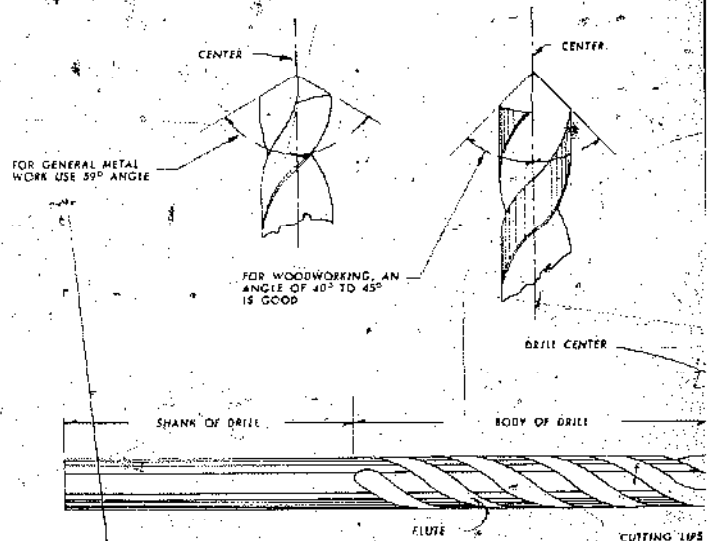 CENTER
CENTER
FOR GENERAL METAL
WORK USE 59° ANGLE
FOR WOODWORKING, AN
ANGLE OF 40° TO 45°
IS GOOD
DRILL CENTER
SHANK OF DRILL
BODY OF DRILL
FLUTE
CUTTING LIPS